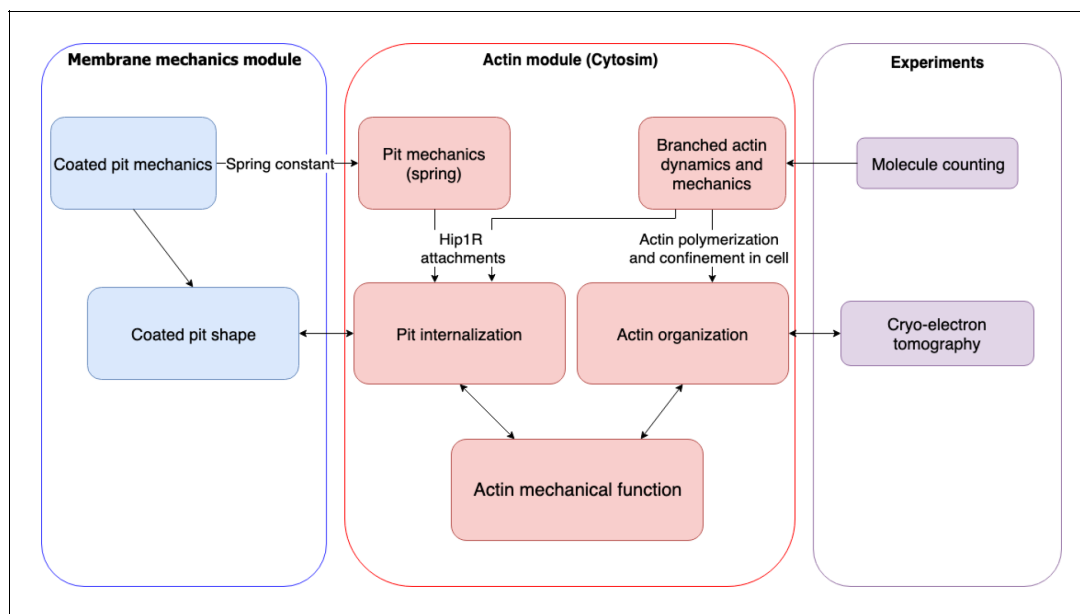 Membrane mechanics module
Coated pit mechanics
Spring constant
Coated pit shape
Actin module (Cytosim)
Pit mechanics
(spring)
Branched actin
dynamics and
mechanics
Hip1R
attachments
Actin polymerization
and confinement in cell
Pit internalization
Actin organization
Actin mechanical function
Experiments
Molecule counting
Cryo-electron
tomography